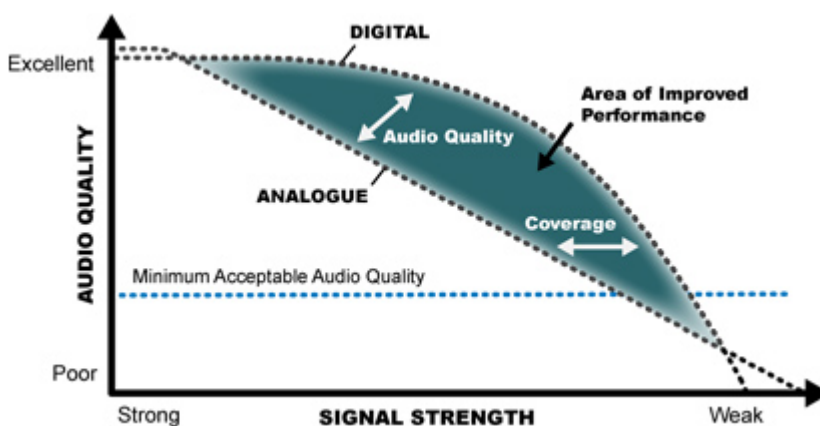 DIGITAL
Excellent
Area of Improved
Performance
Audio Quality
ANALOGUE
Coverage
AUDIO QUALITY
Minimum Acceptable Audio Quality
Poor
Strong
SIGNAL STRENGTH
Weak